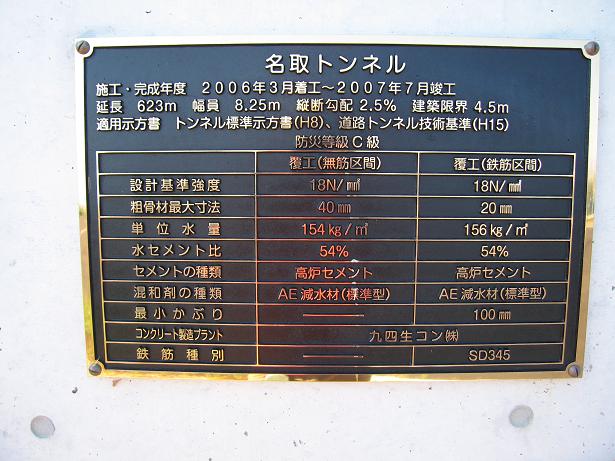 名取トンネル
施工・完成年度 2006年3月着工～2007年7月竣工
延長 623m 幅員 8.25m 縦断勾配 2.5% 建築限界 4.5m
適用示方書 トンネル標準示方書(H8)、道路トンネル技術基準(H15)
防災等級C級
覆工(無筋区間) 覆工(鉄筋区間)
設計基準強度 18N/㎟ 18N/㎟
粗骨材最大寸法 40㎜ 20㎜
単位水量 154㎏/㎥ 156㎏/㎥
水セメント比 54% 54%
セメントの種類 高炉セメント 高炉セメント
混和剤の種類 AE減水材(標準型) AE減水材(標準型)
最小かぶり ――― 100㎜
コンクリート製造プラント 九四生コン㈱
鉄筋種別 ――― SD345